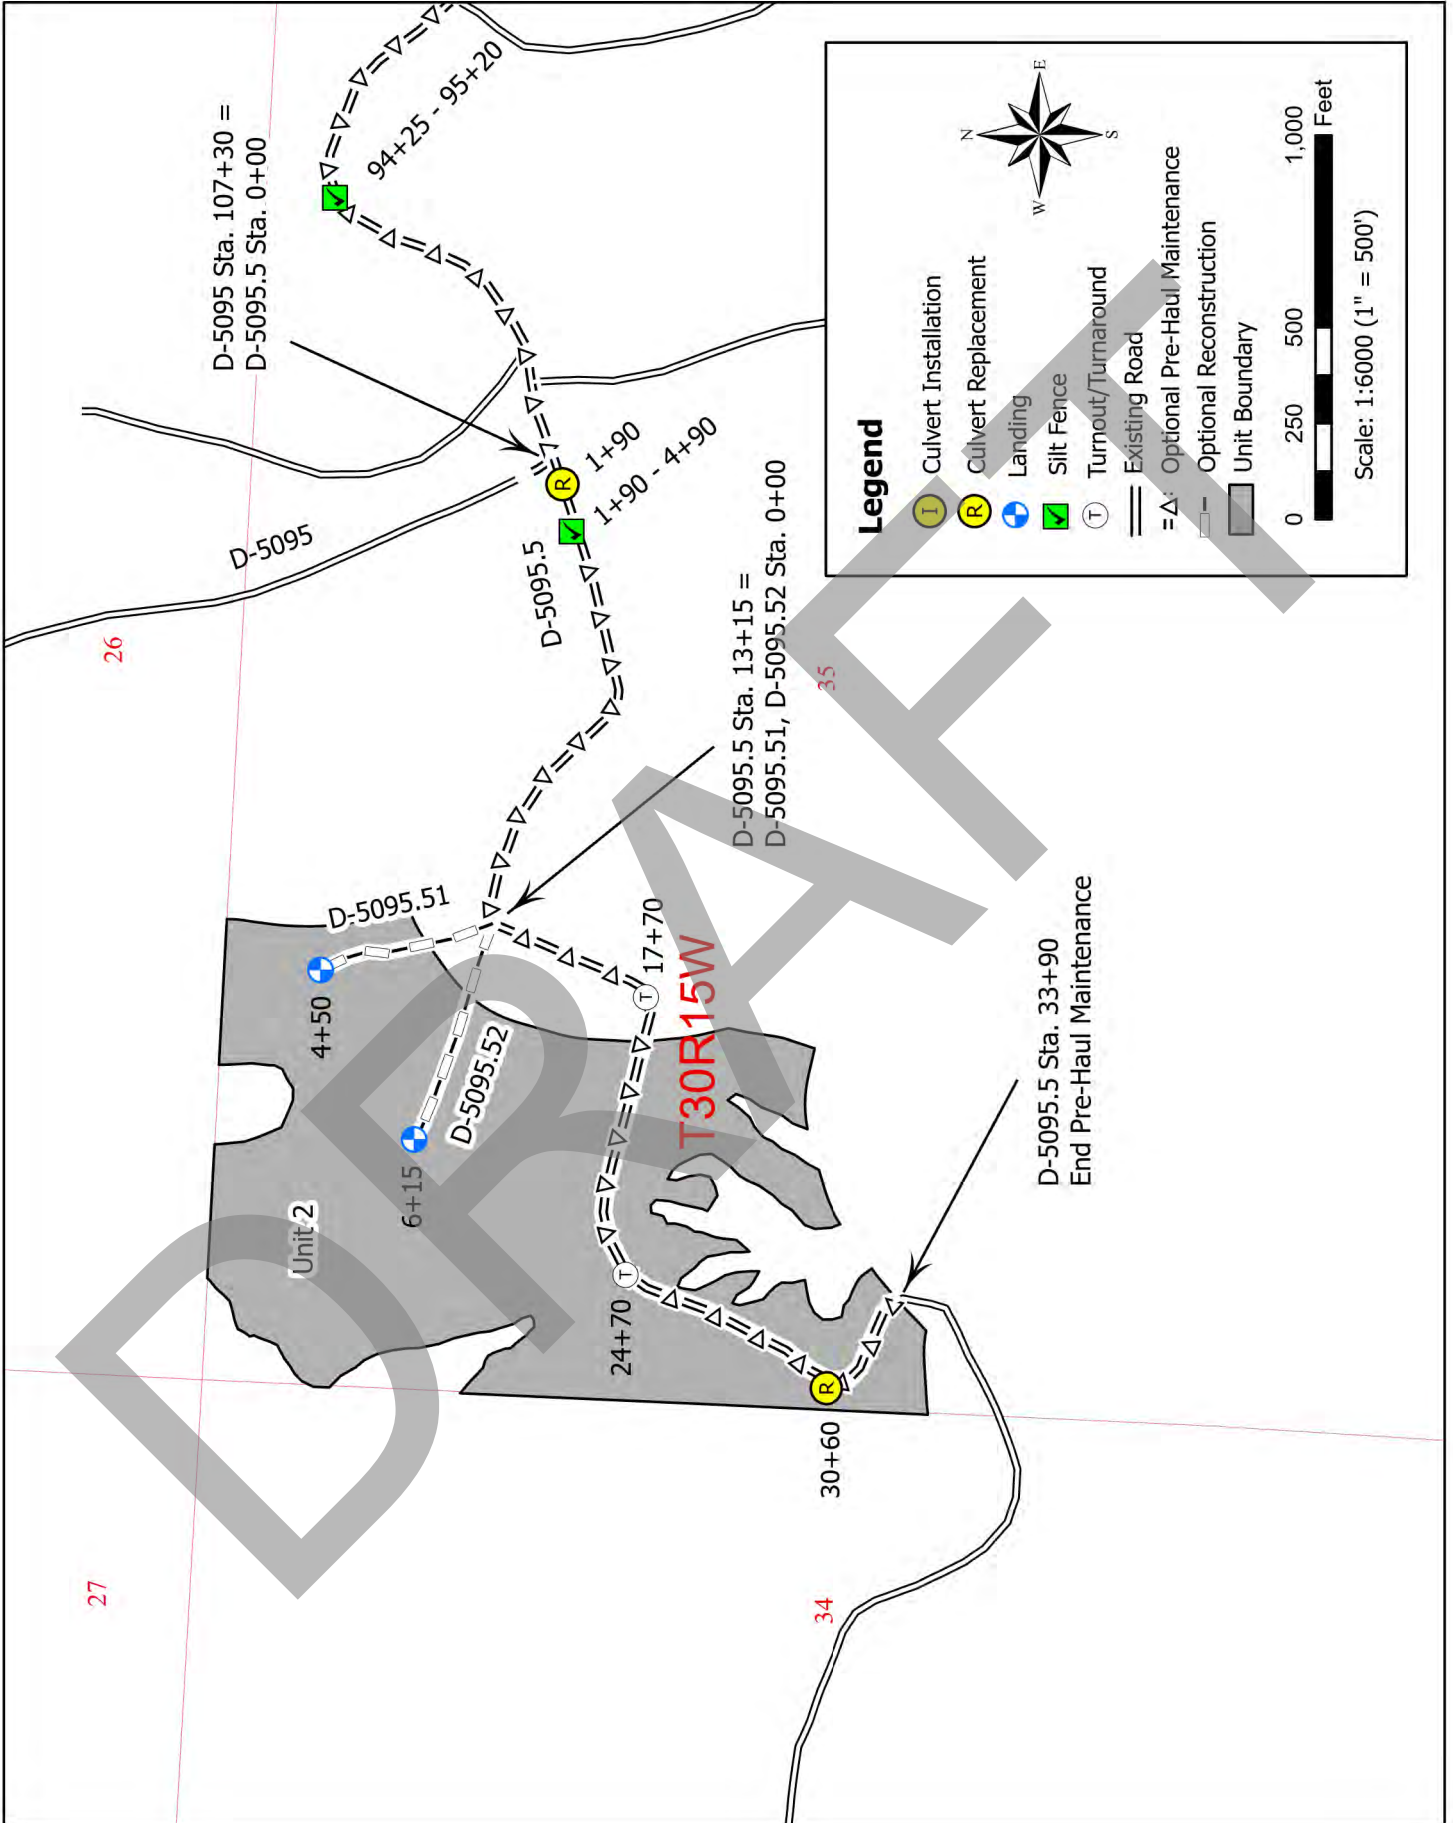 D-5095 Sta. 107+30 =
D-5095.5 Sta. 0+00
94+25 - 95+20
D-5095
26
1+90
1+90 - 4+90
D-5095.5
D-5095.5 Sta. 13+15 =
D-5095.51, D-5095.52 Sta. 0+00
35
D-5095.51
4+50
D-5095.52
6+15
Unit 2
17+70
T
T30R15W
24+70
T
R
R
30+60
D-5095.5 Sta. 33+90
End Pre-Haul Maintenance
27
34
Legend
I Culvert Installation
R Culvert Replacement
Landing
Silt Fence
T Turnout/Turnaround
Existing Road
Optional Pre-Haul Maintenance
Optional Reconstruction
Unit Boundary
N
E
S
W
0 250 500 1,000
Feet
Scale: 1:6000 (1" = 500')
DRAFT